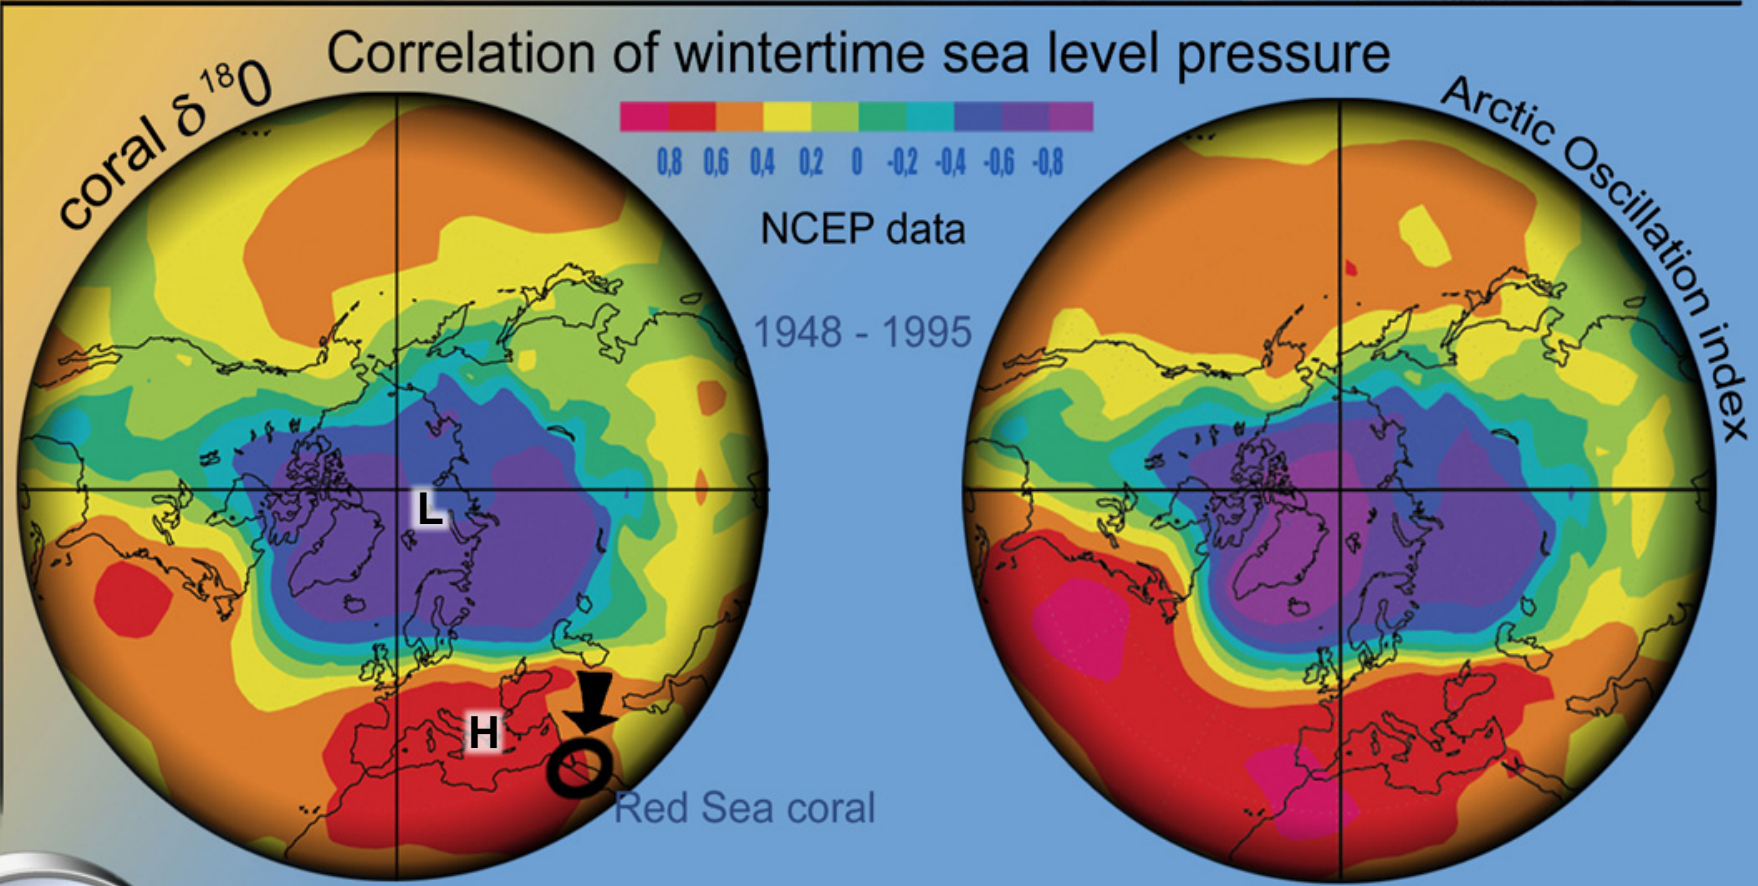 Correlation of wintertime sea level pressure
coral δ ¹⁸0
Arctic Oscillation index
0,8 0,6 0,4 0,2 0 -0,2 -0,4 -0,6 -0,8
NCEP data
1948 - 1995
L
H
Red Sea coral